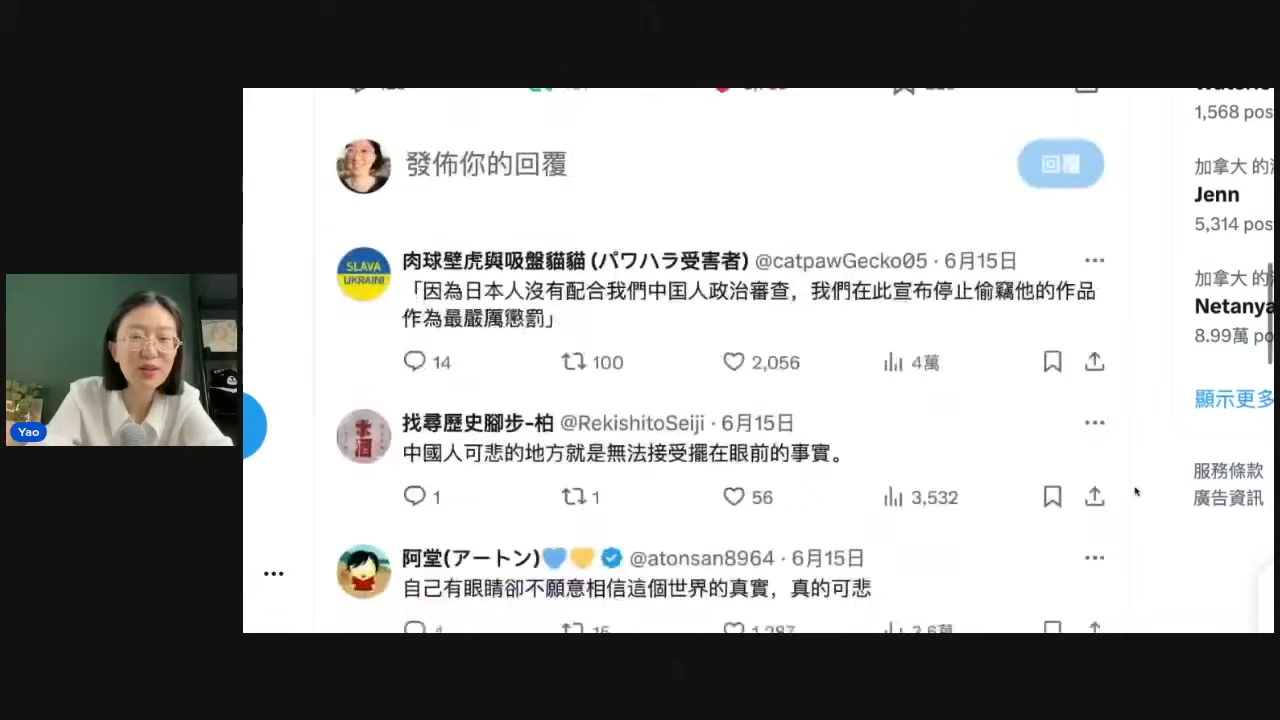 發佈你的回覆
回覆
SLAVA
UKRAINI
肉球壁虎與吸盤貓貓 (パワハラ受害者) @catpawGecko05 · 6月15日
「因為日本人沒有配合我們中囯人政治審查，我們在此宣布停止偷竊他的作品
作為最嚴厲懲罰」
14 100 2,056 4萬
找尋歷史腳步-柏 @RekishitoSeiji · 6月15日
中國人可悲的地方就是無法接受擺在眼前的事實。
1 1 56 3,532
阿堂(アートン)💙💛 @atonsan8964 · 6月15日
自己有眼睛卻不願意相信這個世界的真實，真的可悲
1,568 pos
加拿大 的
Jenn
5,314 pos
加拿大 的
Netanya
8.99萬 po
顯示更多
服務條款
廣告資訊
Yao